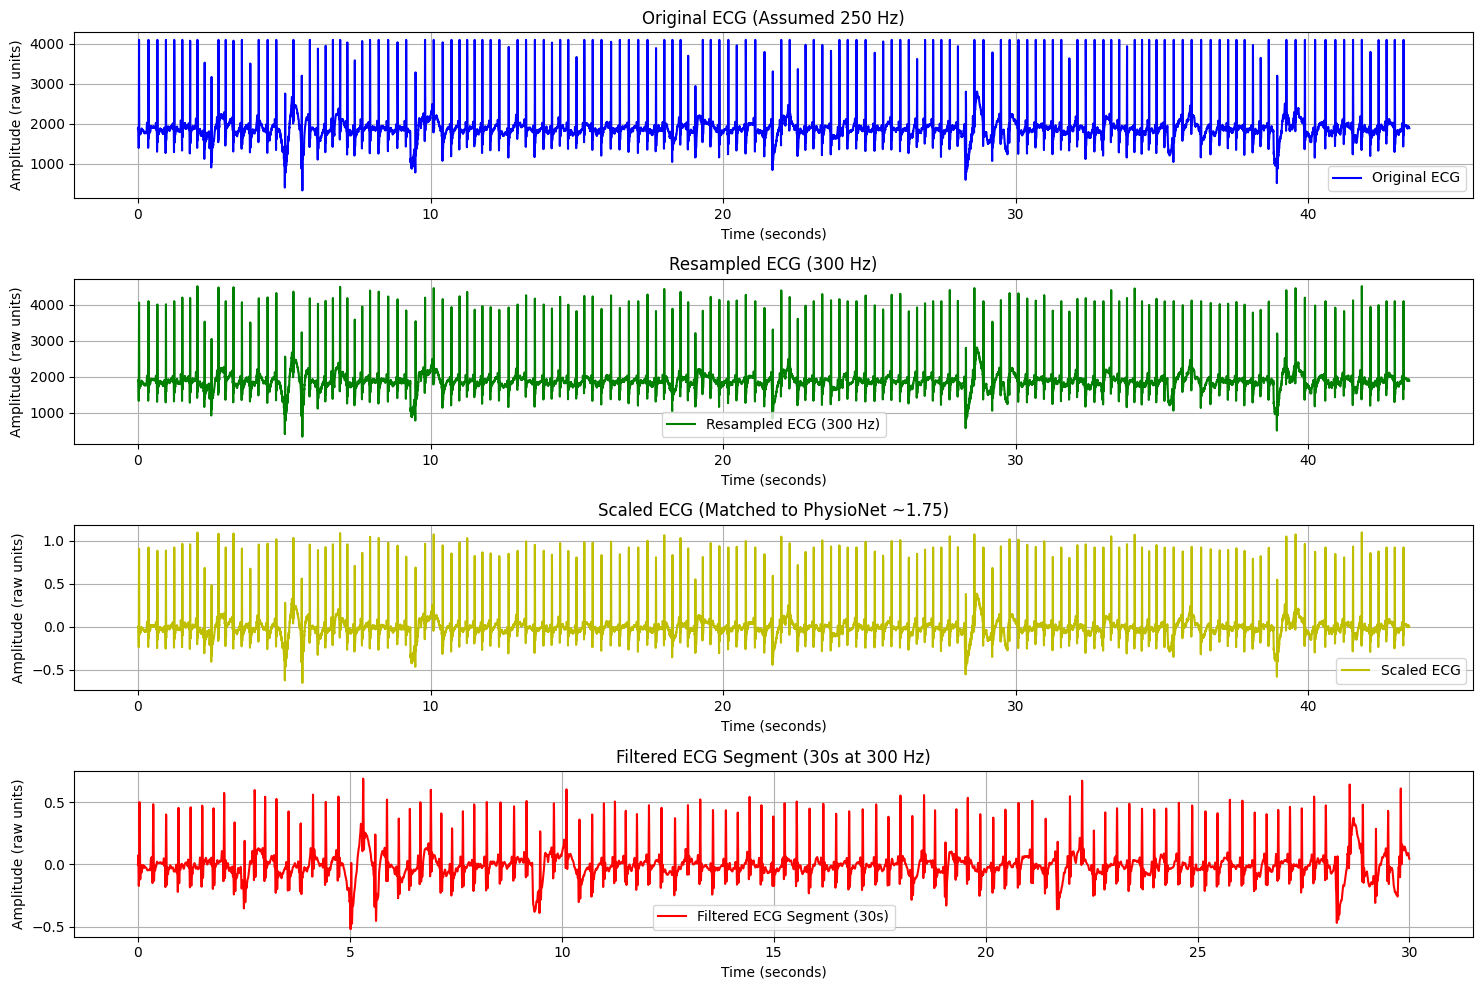 Original ECG (Assumed 250 Hz)
Amplitude (raw units)
4000
3000
2000
1000
Original ECG
0
10
20
30
40
Time (seconds)
Resampled ECG (300 Hz)
Amplitude (raw units)
4000
3000
2000
1000
Resampled ECG (300 Hz)
0
10
20
30
40
Time (seconds)
Scaled ECG (Matched to PhysioNet ~1.75)
Amplitude (raw units)
1.0
0.5
0.0
−0.5
Scaled ECG
0
10
20
30
40
Time (seconds)
Filtered ECG Segment (30s at 300 Hz)
Amplitude (raw units)
0.5
0.0
−0.5
Filtered ECG Segment (30s)
0
5
10
15
20
25
30
Time (seconds)